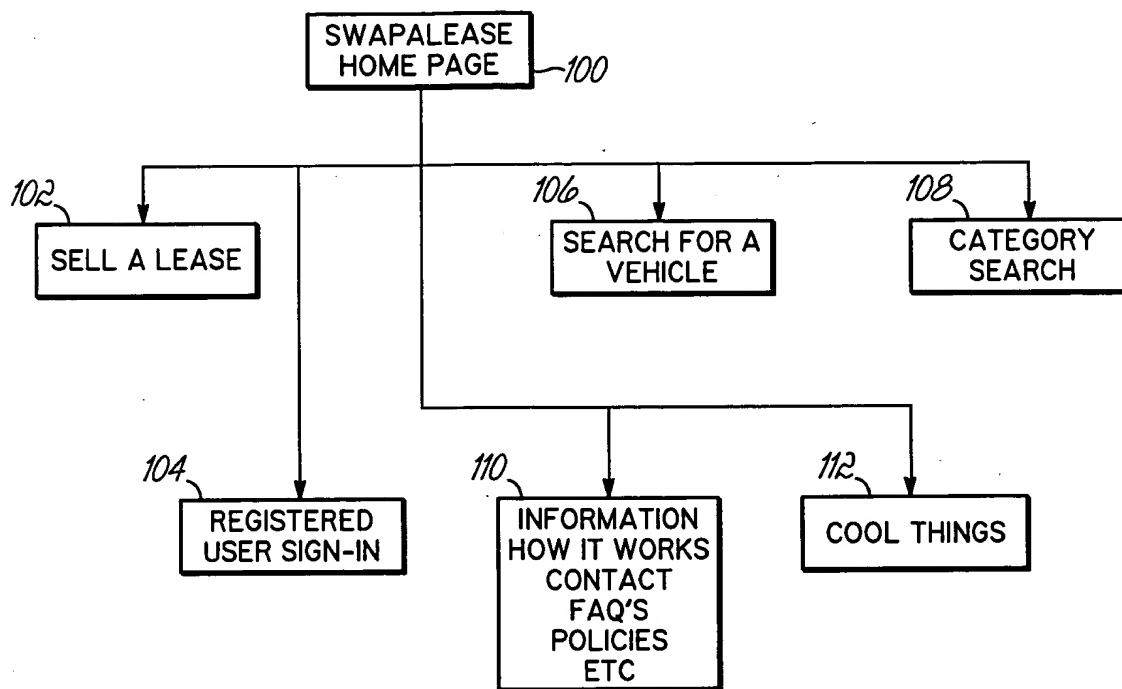 SWAPALEASE
HOME PAGE
100
102
SELL A LEASE
106
SEARCH FOR A
VEHICLE
108
CATEGORY
SEARCH
104
REGISTERED
USER SIGN-IN
110
INFORMATION
HOW IT WORKS
CONTACT
FAQ'S
POLICIES
ETC
112
COOL THINGS